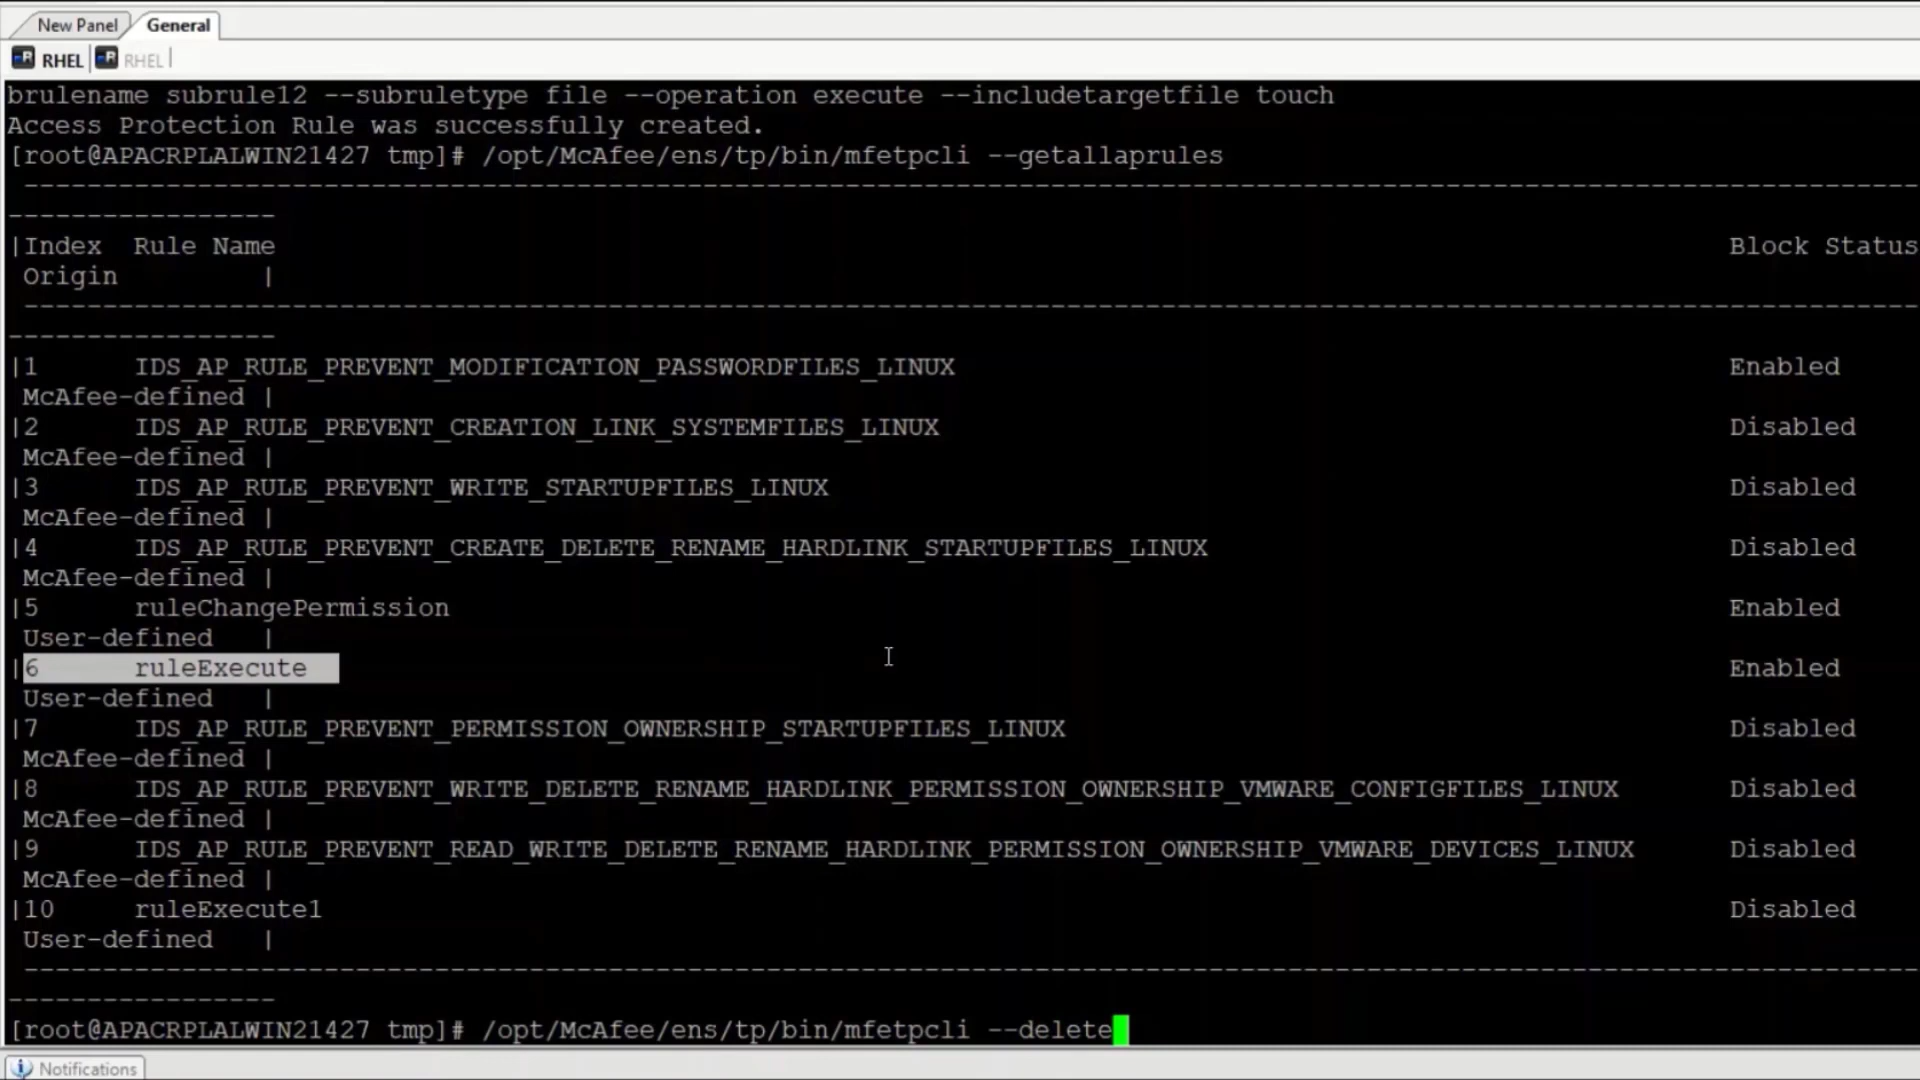 New Panel General
RHEL RHEL
brulename subrule12 --subruletype file --operation execute --includetargetfile touch
Access Protection Rule was successfully created.
[root@APACRPLALWIN21427 tmp]# /opt/McAfee/ens/tp/bin/mfetpcli --getallaprules
|Index Rule Name Block Status
Origin |
|1 IDS_AP_RULE_PREVENT_MODIFICATION_PASSWORDFILES_LINUX Enabled
McAfee-defined |
|2 IDS_AP_RULE_PREVENT_CREATION_LINK_SYSTEMFILES_LINUX Disabled
McAfee-defined |
|3 IDS_AP_RULE_PREVENT_WRITE_STARTUPFILES_LINUX Disabled
McAfee-defined |
|4 IDS_AP_RULE_PREVENT_CREATE_DELETE_RENAME_HARDLINK_STARTUPFILES_LINUX Disabled
McAfee-defined |
|5 ruleChangePermission Enabled
User-defined |
|6 ruleExecute Enabled
User-defined |
|7 IDS_AP_RULE_PREVENT_PERMISSION_OWNERSHIP_STARTUPFILES_LINUX Disabled
McAfee-defined |
|8 IDS_AP_RULE_PREVENT_WRITE_DELETE_RENAME_HARDLINK_PERMISSION_OWNERSHIP_VMWARE_CONFIGFILES_LINUX Disabled
McAfee-defined |
|9 IDS_AP_RULE_PREVENT_READ_WRITE_DELETE_RENAME_HARDLINK_PERMISSION_OWNERSHIP_VMWARE_DEVICES_LINUX Disabled
McAfee-defined |
|10 ruleExecute1 Disabled
User-defined |
[root@APACRPLALWIN21427 tmp]# /opt/McAfee/ens/tp/bin/mfetpcli --delete
Notifications